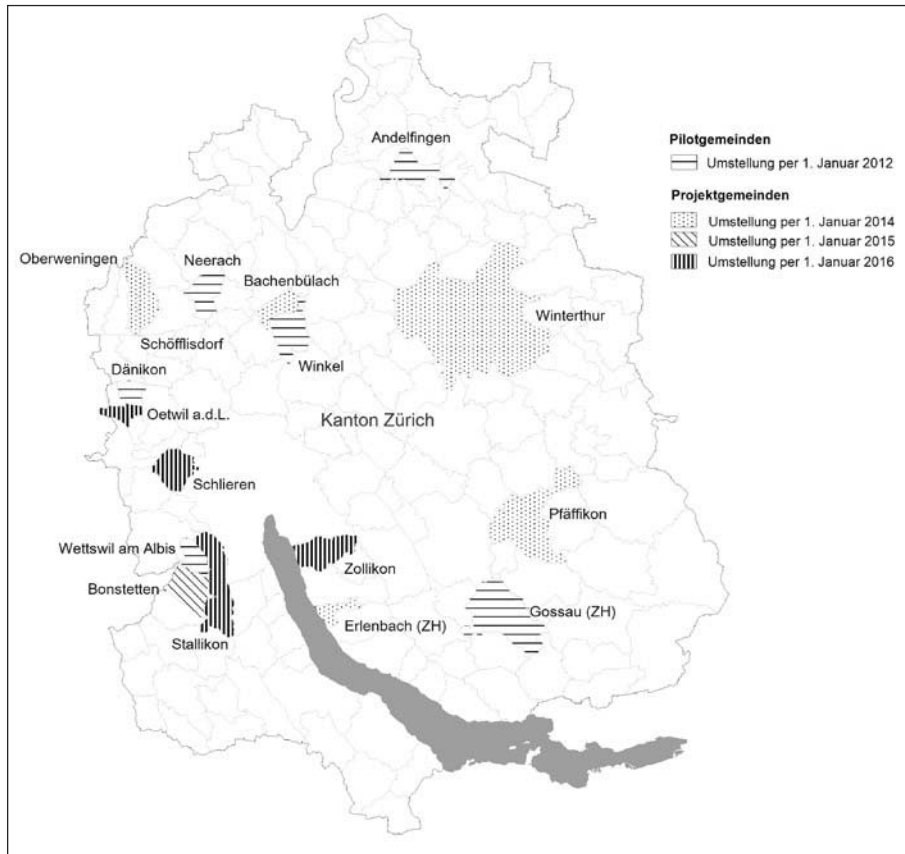 Andelfingen
Pilotgemeinden
Umstellung per 1. Januar 2012
Projektgemeinden
Umstellung per 1. Januar 2014
Umstellung per 1. Januar 2015
Umstellung per 1. Januar 2016
Oberweningen
Neerach
Bachenbülach
Winterthur
Schöfflisdorf
Winkel
Dänikon
Oetwil a.d.L.
Kanton Zürich
Schlieren
Pfäffikon
Wettswil am Albis
Zollikon
Bonstetten
Gossau (ZH)
Erlenbach (ZH)
Stallikon